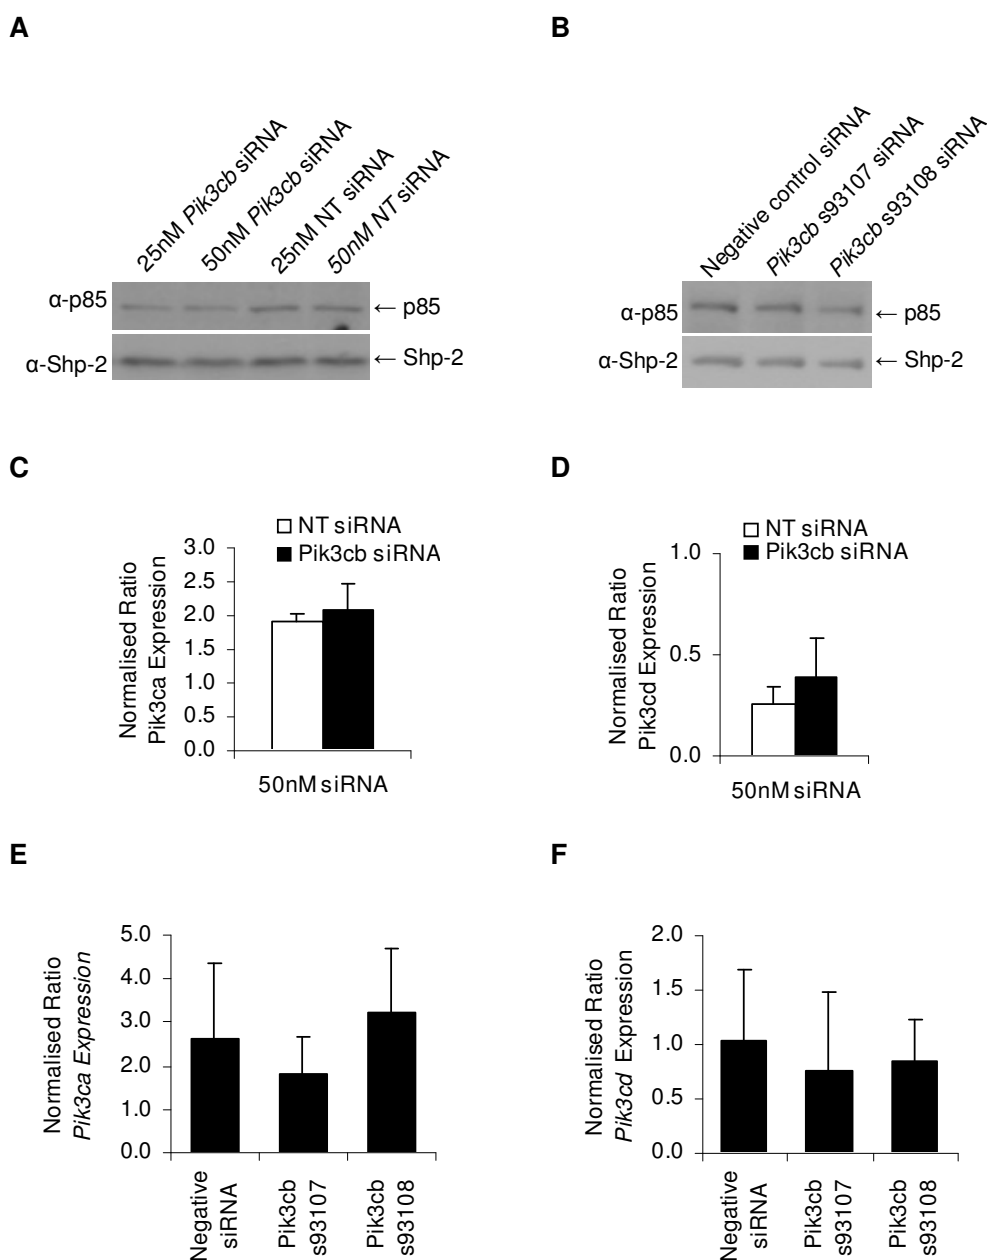 A
25nM Pik3cb siRNA
50nM Pik3cb siRNA
25nM NT siRNA
50nM NT siRNA
α-p85
← p85
α-Shp-2
← Shp-2
B
Negative control siRNA
Pik3cb s93107 siRNA
Pik3cb s93108 siRNA
α-p85
← p85
α-Shp-2
← Shp-2
C
NT siRNA
Pik3cb siRNA
Normalised Ratio
Pik3ca Expression
3.0
2.5
2.0
1.5
1.0
0.5
0.0
50nM siRNA
D
NT siRNA
Pik3cb siRNA
Normalised Ratio
Pik3cd Expression
1.0
0.5
0.0
50nM siRNA
E
Normalised Ratio
Pik3ca Expression
5.0
4.0
3.0
2.0
1.0
0.0
Negative
siRNA
Pik3cb
s93107
Pik3cb
s93108
F
Normalised Ratio
Pik3cd Expression
2.0
1.5
1.0
0.5
0.0
Negative
siRNA
Pik3cb
s93107
Pik3cb
s93108